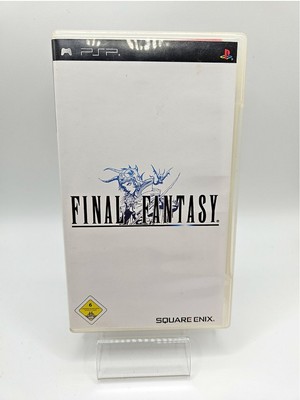 PSP
FINAL FANTASY
SQUARE ENIX.